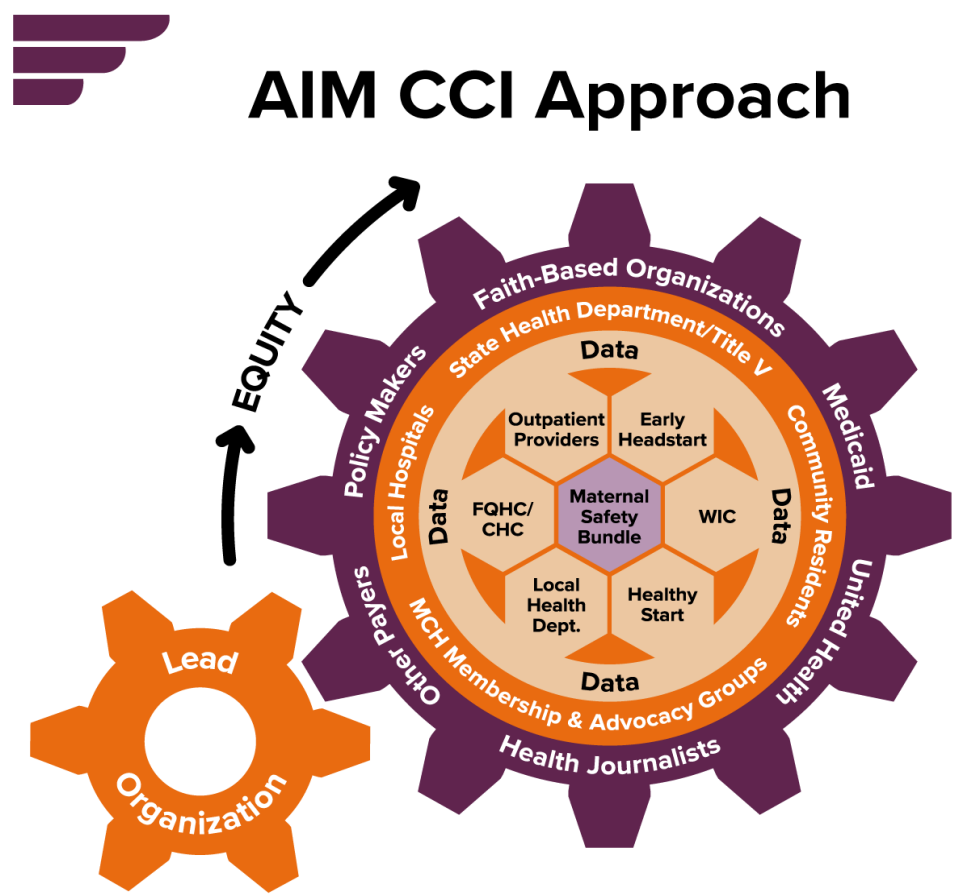 AIM CCI Approach
EQUITY
Lead
Organization
Faith-Based Organizations
Medicaid
United Health
Health Journalists
Other Payers
Policy Makers
State Health Department/Title V
Community Residents
MCH Membership & Advocacy Groups
Local Hospitals
Data
Data
Data
Data
Outpatient
Providers
Early
Headstart
FQHC/
CHC
Maternal
Safety
Bundle
WIC
Local
Health
Dept.
Healthy
Start